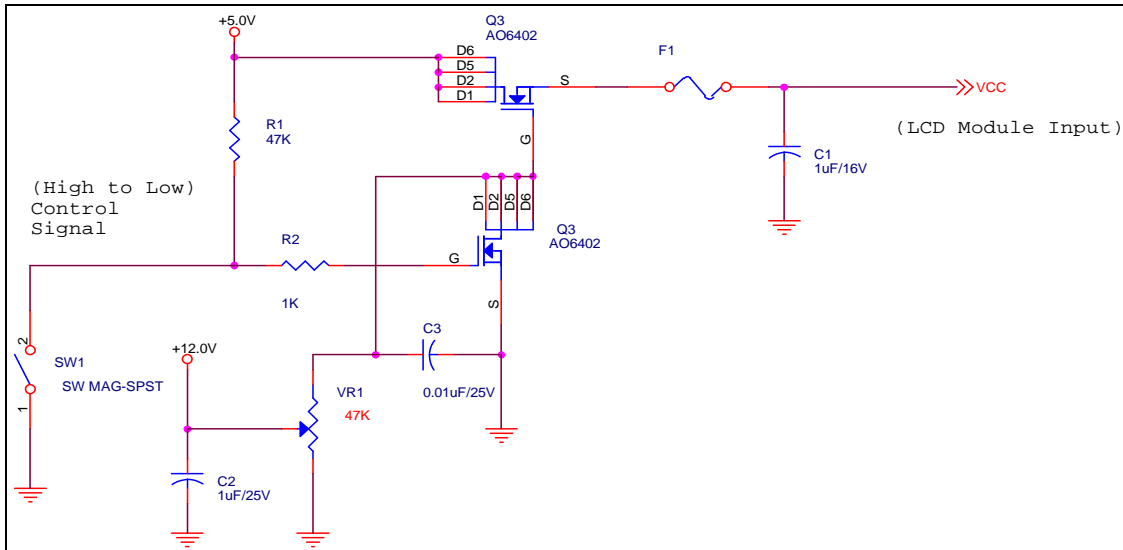 +5.0V
Q3
AO6402
D6
D5
D2
D1
S
G
F1
VCC
(LCD Module Input)
R1
47K
C1
1uF/16V
(High to Low)
Control
Signal
D1
D2
D5
D6
Q3
AO6402
R2
1K
G
S
2
1
SW1
SW MAG-SPST
+12.0V
C3
0.01uF/25V
VR1
47K
C2
1uF/25V